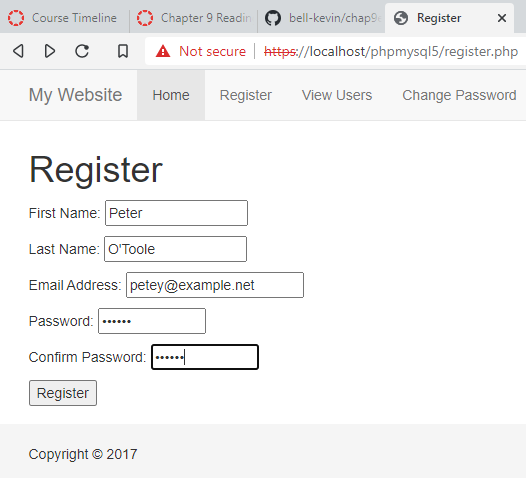 Course Timeline Chapter 9 Readin bell-kevin/chap9 Register
Not secure https://localhost/phpmysql5/register.php
My Website Home Register View Users Change Password
Register
First Name: Peter
Last Name: O'Toole
Email Address: petey@example.net
Password: ••••••
Confirm Password: ••••••
Register
Copyright © 2017